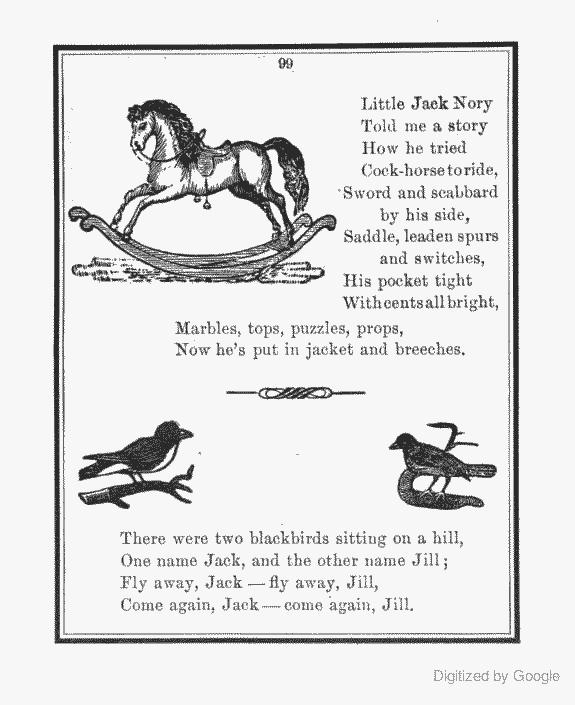 99
Little Jack Nory
Told me a story
How he tried
Cock-horse to ride,
Sword and scabbard
by his side,
Saddle, leaden spurs
and switches,
His pocket tight
With cents all bright,
Marbles, tops, puzzles, props,
Now he's put in jacket and breeches.
There were two blackbirds sitting on a hill,
One name Jack, and the other name Jill;
Fly away, Jack — fly away, Jill,
Come again, Jack — come again, Jill.
Digitized by Google